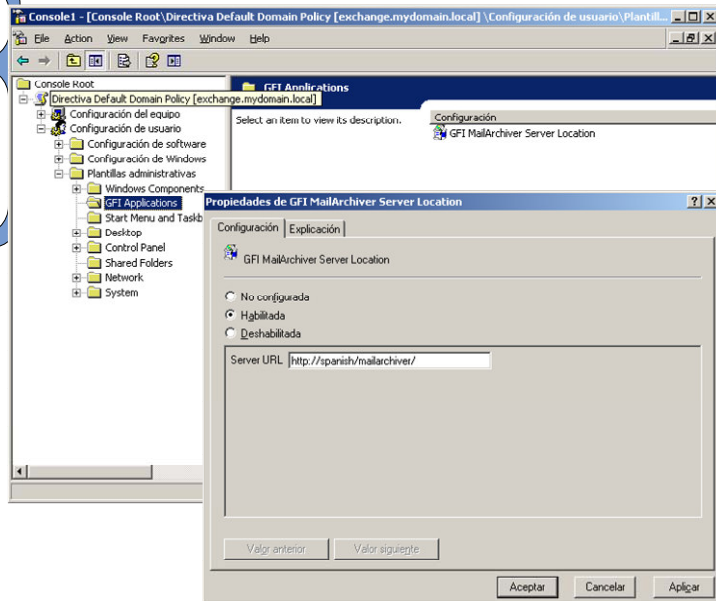 Console1 - [Console Root\Directiva Default Domain Policy [exchange.mydomain.local]\Configuración de usuario\Plantill...
File Action View Favorites Window Help
Console Root
Directiva Default Domain Policy [exchange.mydomain.local]
Configuración del equipo
Configuración de usuario
Configuración de software
Configuración de Windows
Plantillas administrativas
Windows Components
GFI Applications
Start Menu and Taskb
Desktop
Control Panel
Shared Folders
Network
System
GFI Applications
Select an item to view its description.
Configuración
GFI MailArchiver Server Location
Propiedades de GFI MailArchiver Server Location
Configuración Explicación
GFI MailArchiver Server Location
No configurada
Habilitada
Deshabilitada
Server URL http://spanish/mailarchiver/
Valor anterior Valor siguiente
Aceptar Cancelar Aplicar